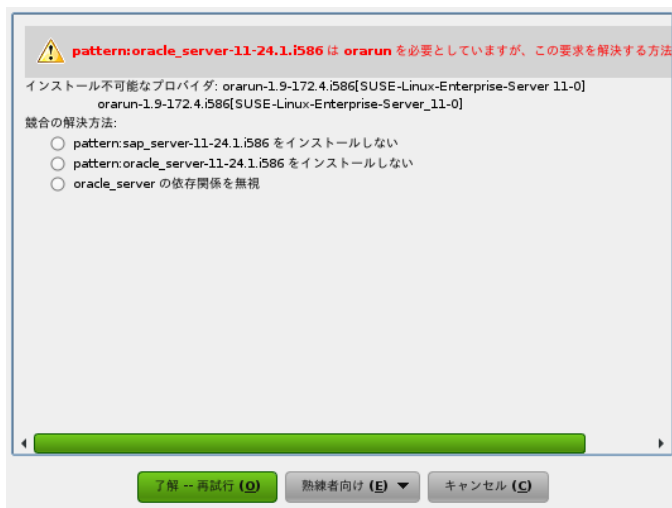 pattern:oracle_server-11-24.1.i586 は orarun を必要としていますが、この要求を解決する方法
インストール不可能なプロバイダ: orarun-1.9-172.4.i586[SUSE-Linux-Enterprise-Server 11-0]
orarun-1.9-172.4.i586[SUSE-Linux-Enterprise-Server_11-0]
競合の解決方法:
pattern:sap_server-11-24.1.i586 をインストールしない
pattern:oracle_server-11-24.1.i586 をインストールしない
oracle_server の依存関係を無視
了解 -- 再試行 (O)
熟練者向け (E)
キャンセル (C)